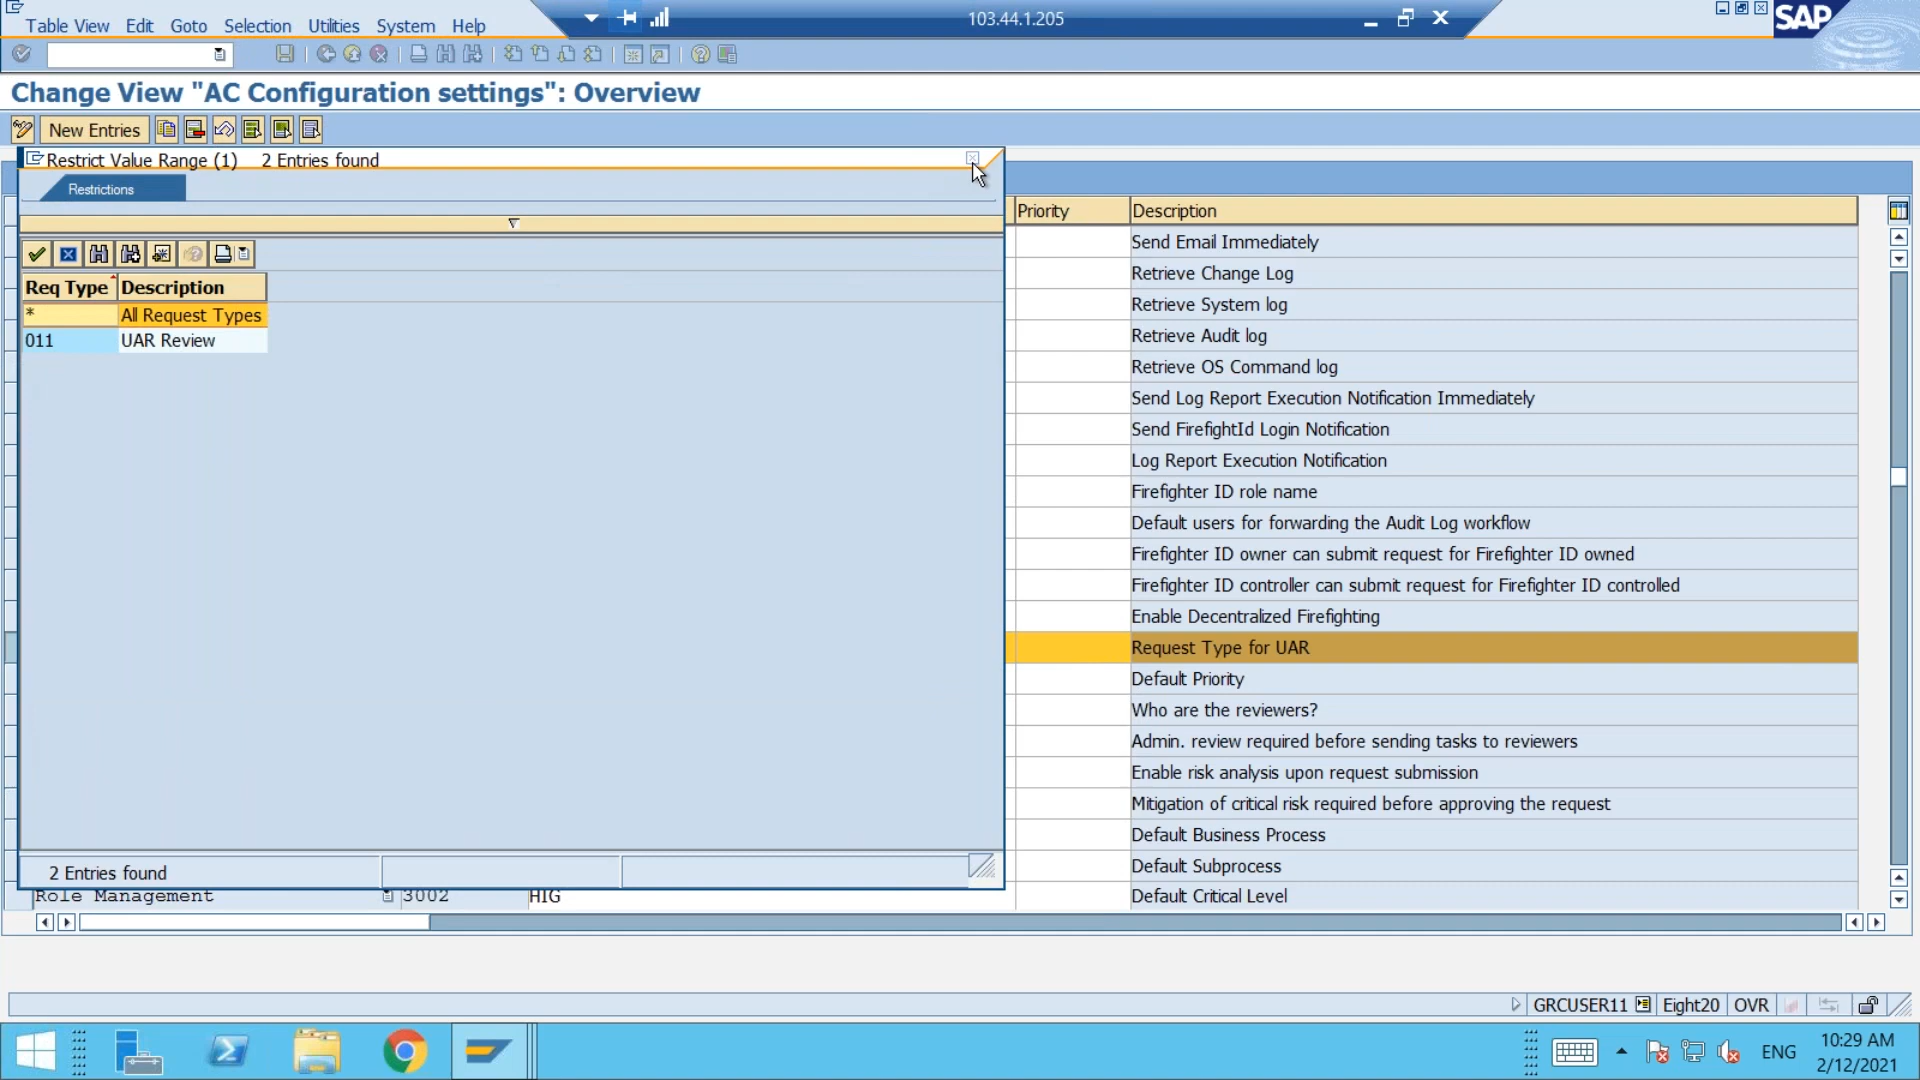 Table View Edit Goto Selection Utilities System Help
103.44.1.205
SAP
Change View "AC Configuration settings": Overview
New Entries
Restrict Value Range (1) 2 Entries found
Restrictions
Req Type Description
* All Request Types
011 UAR Review
2 Entries found
Priority Description
Send Email Immediately
Retrieve Change Log
Retrieve System log
Retrieve Audit log
Retrieve OS Command log
Send Log Report Execution Notification Immediately
Send FirefightId Login Notification
Log Report Execution Notification
Firefighter ID role name
Default users for forwarding the Audit Log workflow
Firefighter ID owner can submit request for Firefighter ID owned
Firefighter ID controller can submit request for Firefighter ID controlled
Enable Decentralized Firefighting
Request Type for UAR
Default Priority
Who are the reviewers?
Admin. review required before sending tasks to reviewers
Enable risk analysis upon request submission
Mitigation of critical risk required before approving the request
Default Business Process
Default Subprocess
Role Management 3002 HIG Default Critical Level
GRCUSER11 Eight20 OVR
ENG
10:29 AM
2/12/2021